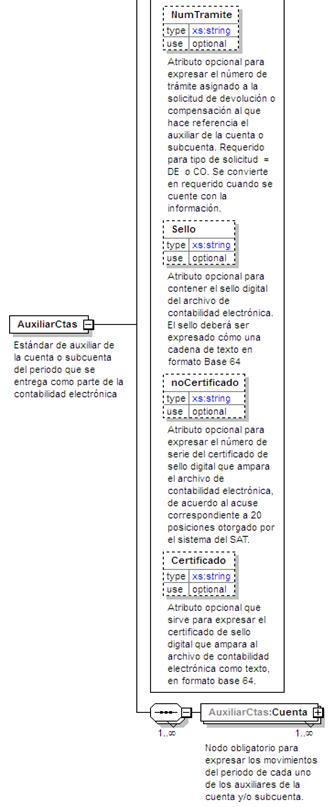 NumTramite
type xs:string
use optional
Atributo opcional para
expresar el número de
trámite asignado a la
solicitud de devolución o
compensación al que
hace referencia el
auxiliar de la cuenta o
subcuenta. Requerido
para tipo de solicitud =
DE o CO. Se convierte
en requerido cuando se
cuente con la
información.
Sello
type xs:string
use optional
Atributo opcional para
contener el sello digital
del archivo de
contabilidad electrónica.
El sello deberá ser
expresado cómo una
cadena de texto en
formato Base 64
AuxiliarCtas
Estándar de auxiliar de
la cuenta o subcuenta
del periodo que se
entrega como parte de la
contabilidad electrónica
noCertificado
type xs:string
use optional
Atributo opcional para
expresar el número de
serie del certificado de
sello digital que ampara
el archivo de
contabilidad electrónica,
de acuerdo al acuse
correspondiente a 20
posiciones otorgado por
el sistema del SAT.
Certificado
type xs:string
use optional
Atributo opcional que
sirve para expresar el
certificado de sello
digital que ampara al
archivo de contabilidad
electrónica como texto,
en formato base 64.
AuxiliarCtas:Cuenta
1..∞
1..∞
Nodo obligatorio para
expresar los movimientos
del periodo de cada uno
de los auxiliares de la
cuenta y/o subcuenta.